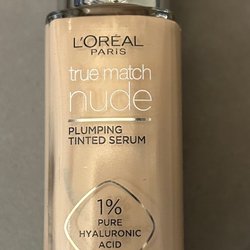 L'ORÉAL
PARIS
true match
nude
PLUMPING
TINTED SERUM
1%
PURE
HYALURONIC
ACID